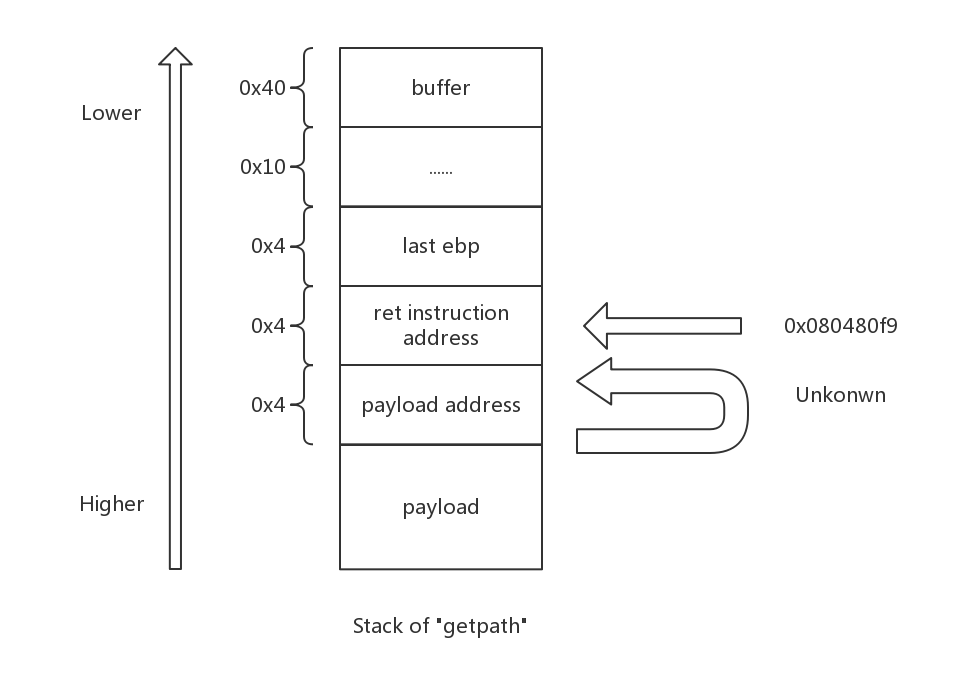 0x40
buffer
Lower
0x10
......
0x4
last ebp
0x4
ret instruction
address
0x080480f9
0x4
payload address
Unkonwn
Higher
payload
Stack of "getpath"